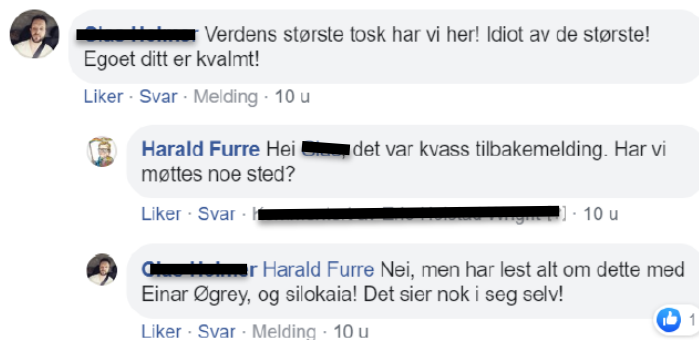 Verdens største tosk har vi her! Idiot av de største!
Egoet ditt er kvalmt!
Liker · Svar · Melding · 10 u
Harald Furre Hei det var kvass tilbakemelding. Har vi
møttes noe sted?
Liker · Svar · 10 u
Harald Furre Nei, men har lest alt om dette med
Einar Øgrey, og silokaia! Det sier nok i seg selv!
1
Liker · Svar · Melding · 10 u